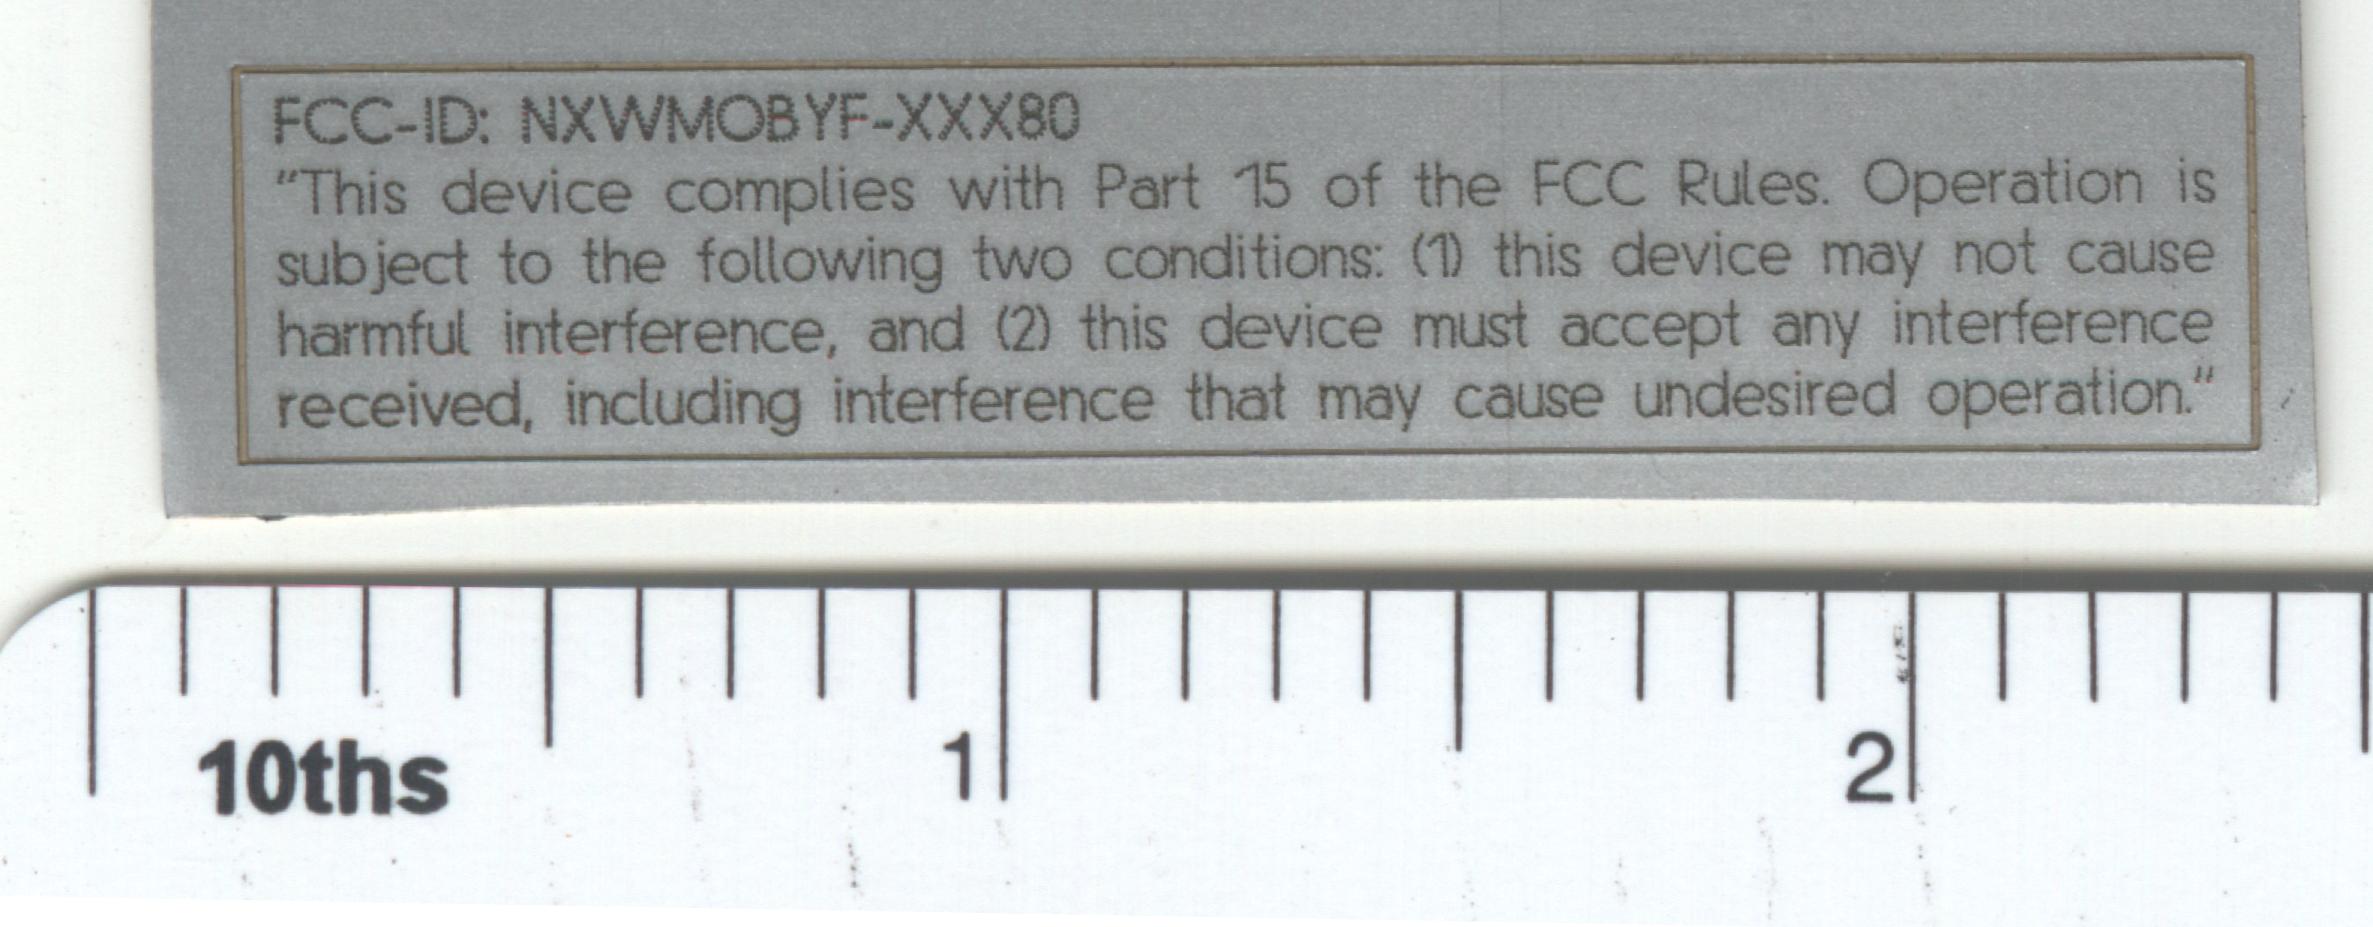 FCC-ID: NXWMOBYF-XXX80
“This device complies with Part 15 of the FCC Rules. Operation is
subject to the following two conditions: (1) this device may not cause
harmful interference, and (2) this device must accept any interference
received, including interference that may cause undesired operation.“
1
2
10ths